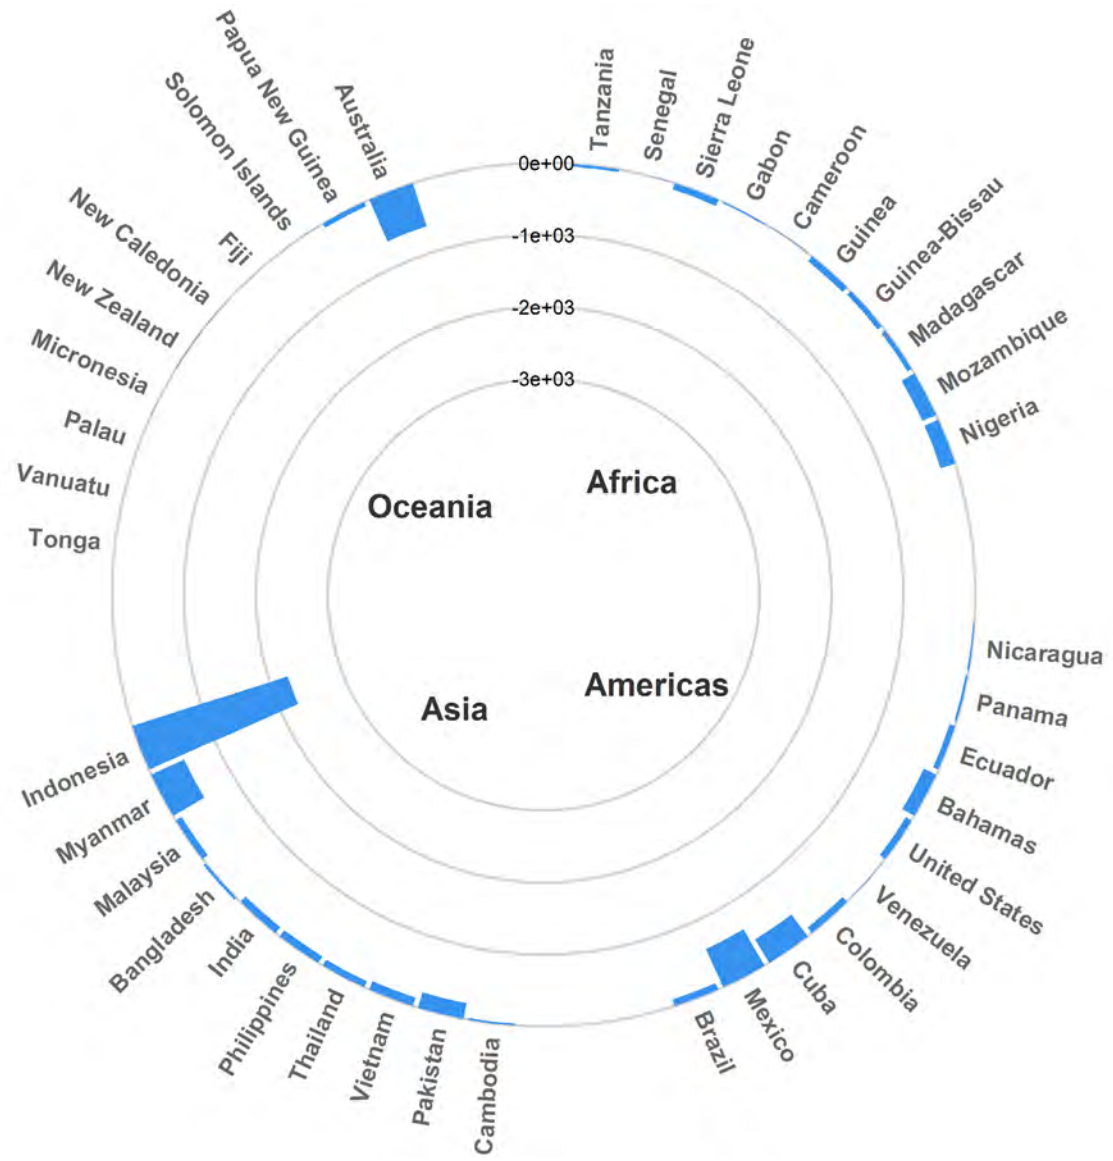 Tanzania
Senegal
Sierra Leone
Gabon
Cameroon
Guinea
Guinea-Bissau
Madagascar
Mozambique
Nigeria
Nicaragua
Panama
Ecuador
Bahamas
United States
Venezuela
Colombia
Cuba
Mexico
Brazil
Cambodia
Pakistan
Vietnam
Thailand
Philippines
India
Bangladesh
Malaysia
Myanmar
Indonesia
Tonga
Vanuatu
Palau
Micronesia
New Zealand
New Caledonia
Fiji
Solomon Islands
Papua New Guinea
Australia
0e+00
-1e+03
-2e+03
-3e+03
Africa
Oceania
Americas
Asia